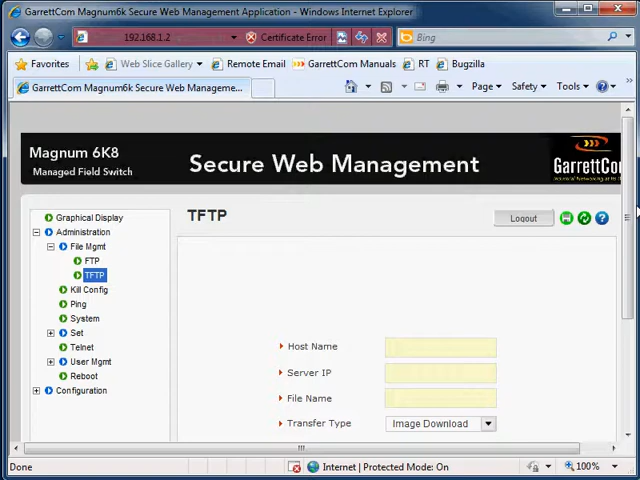 GarrettCom Magnum6k Secure Web Management Application - Windows Internet Explorer
192.168.1.2 Certificate Error Bing
Favorites Web Slice Gallery Remote Email GarrettCom Manuals RT Bugzilla
GarrettCom Magnum6k Secure Web Manageme... Page Safety Tools
Magnum 6K8
Managed Field Switch
Secure Web Management
GarrettCom
TFTP
Logout
Graphical Display
Administration
File Mgmt
FTP
TFTP
Kill Config
Ping
System
Set
Telnet
User Mgmt
Reboot
Configuration
Host Name
Server IP
File Name
Transfer Type Image Download
Done Internet | Protected Mode: On 100%